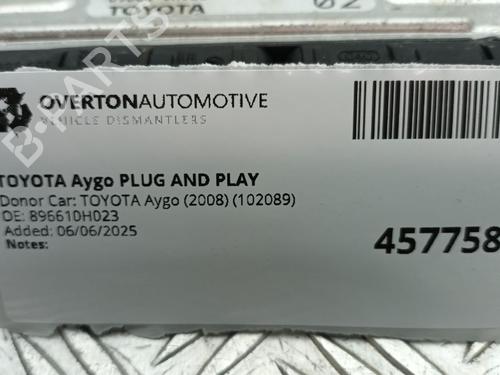 TOYOTA
02
OVERTONAUTOMOTIVE
VEHICLE DISMANTLERS
B-PARTS
TOYOTA Aygo PLUG AND PLAY
Donor Car: TOYOTA Aygo (2008) (102089)
OE: 896610H023
Added: 06/06/2025
Notes:
457758